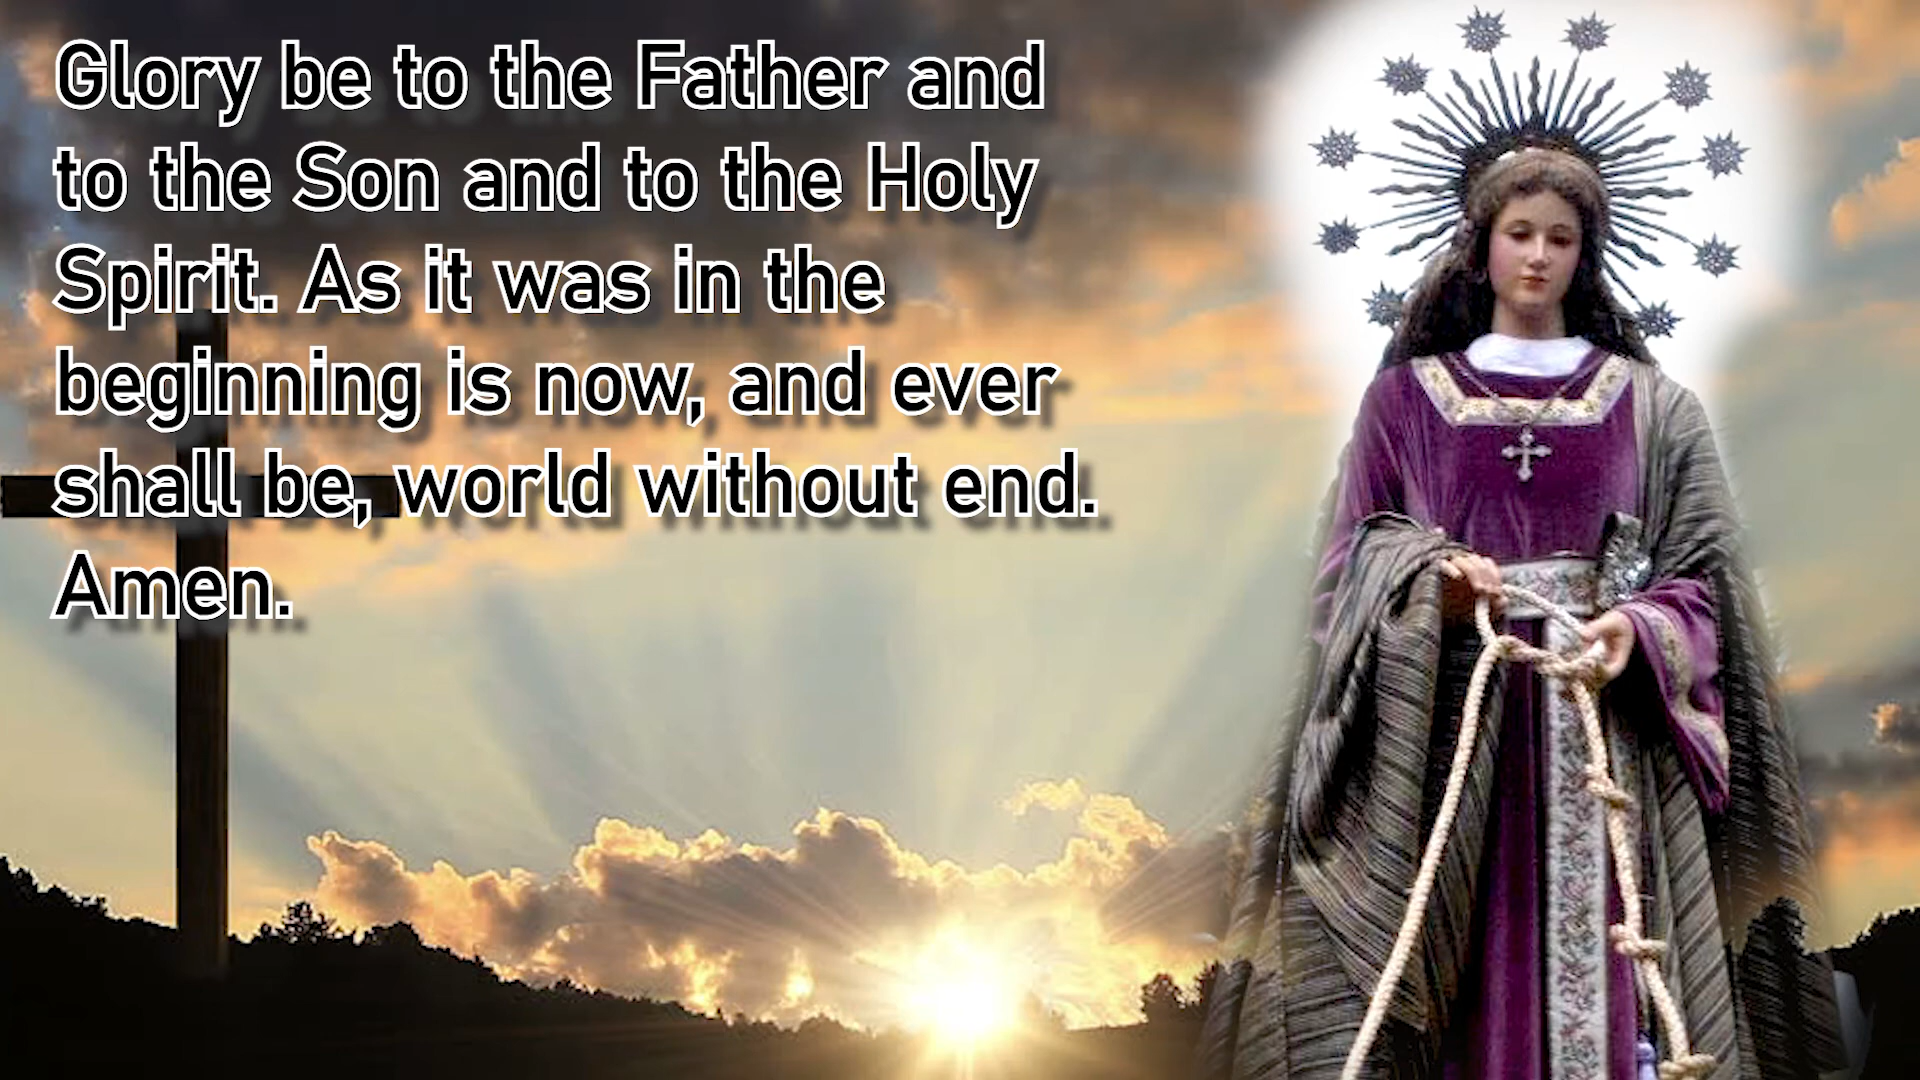 Glory be to the Father and
to the Son and to the Holy
Spirit. As it was in the
beginning is now, and ever
shall be, world without end.
Amen.